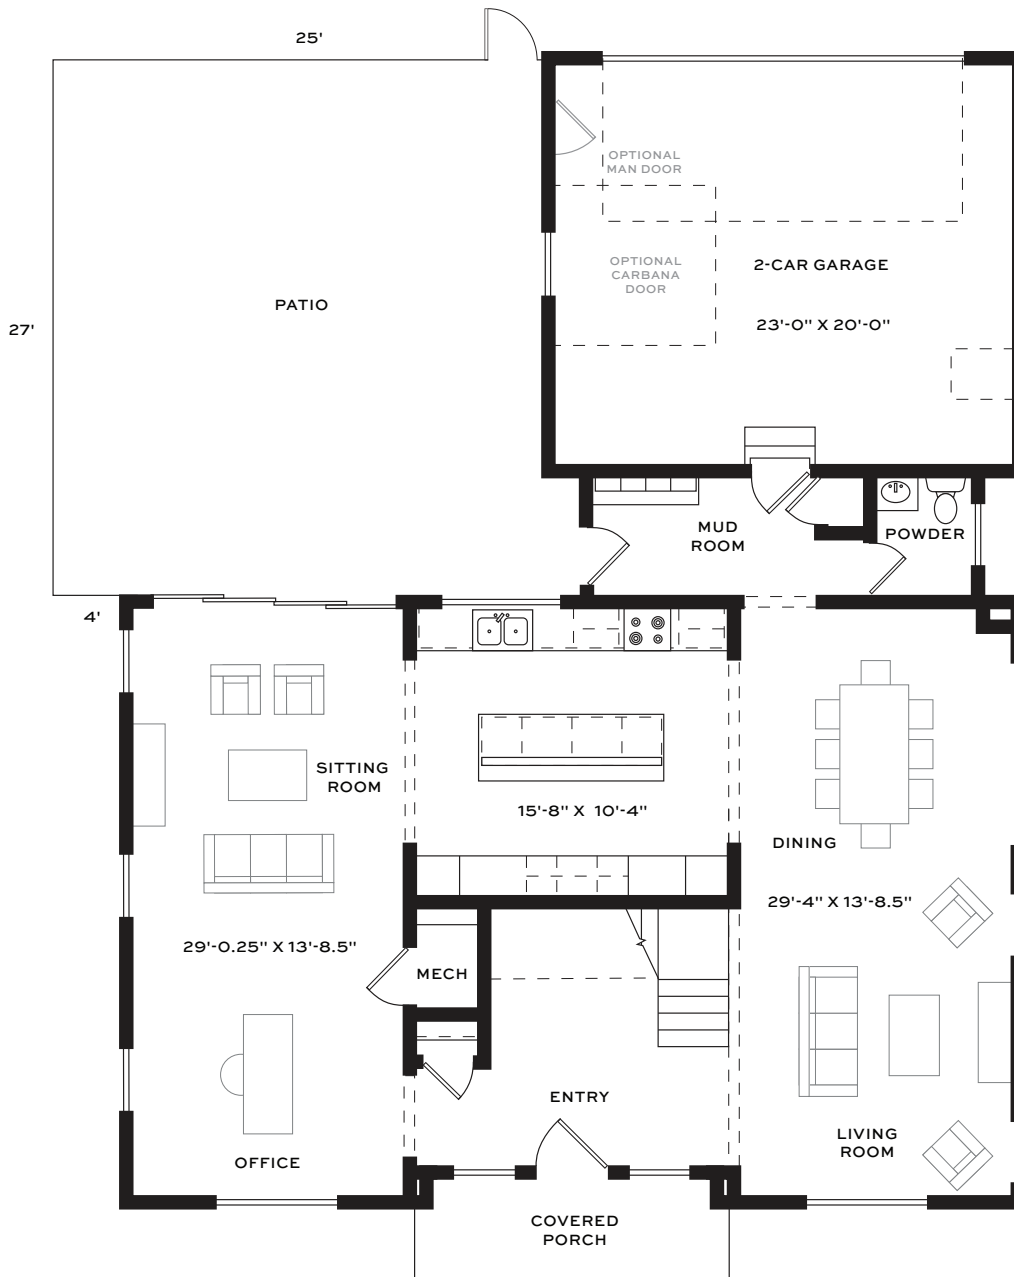 25'
OPTIONAL
MAN DOOR
OPTIONAL
CARBANA
DOOR
2-CAR GARAGE
PATIO
23'-0" X 20'-0"
27'
MUD
ROOM
POWDER
4'
SITTING
ROOM
15'-8" X 10'-4"
DINING
29'-4" X 13'-8.5"
29'-0.25" X 13'-8.5"
MECH
ENTRY
LIVING
ROOM
OFFICE
COVERED
PORCH